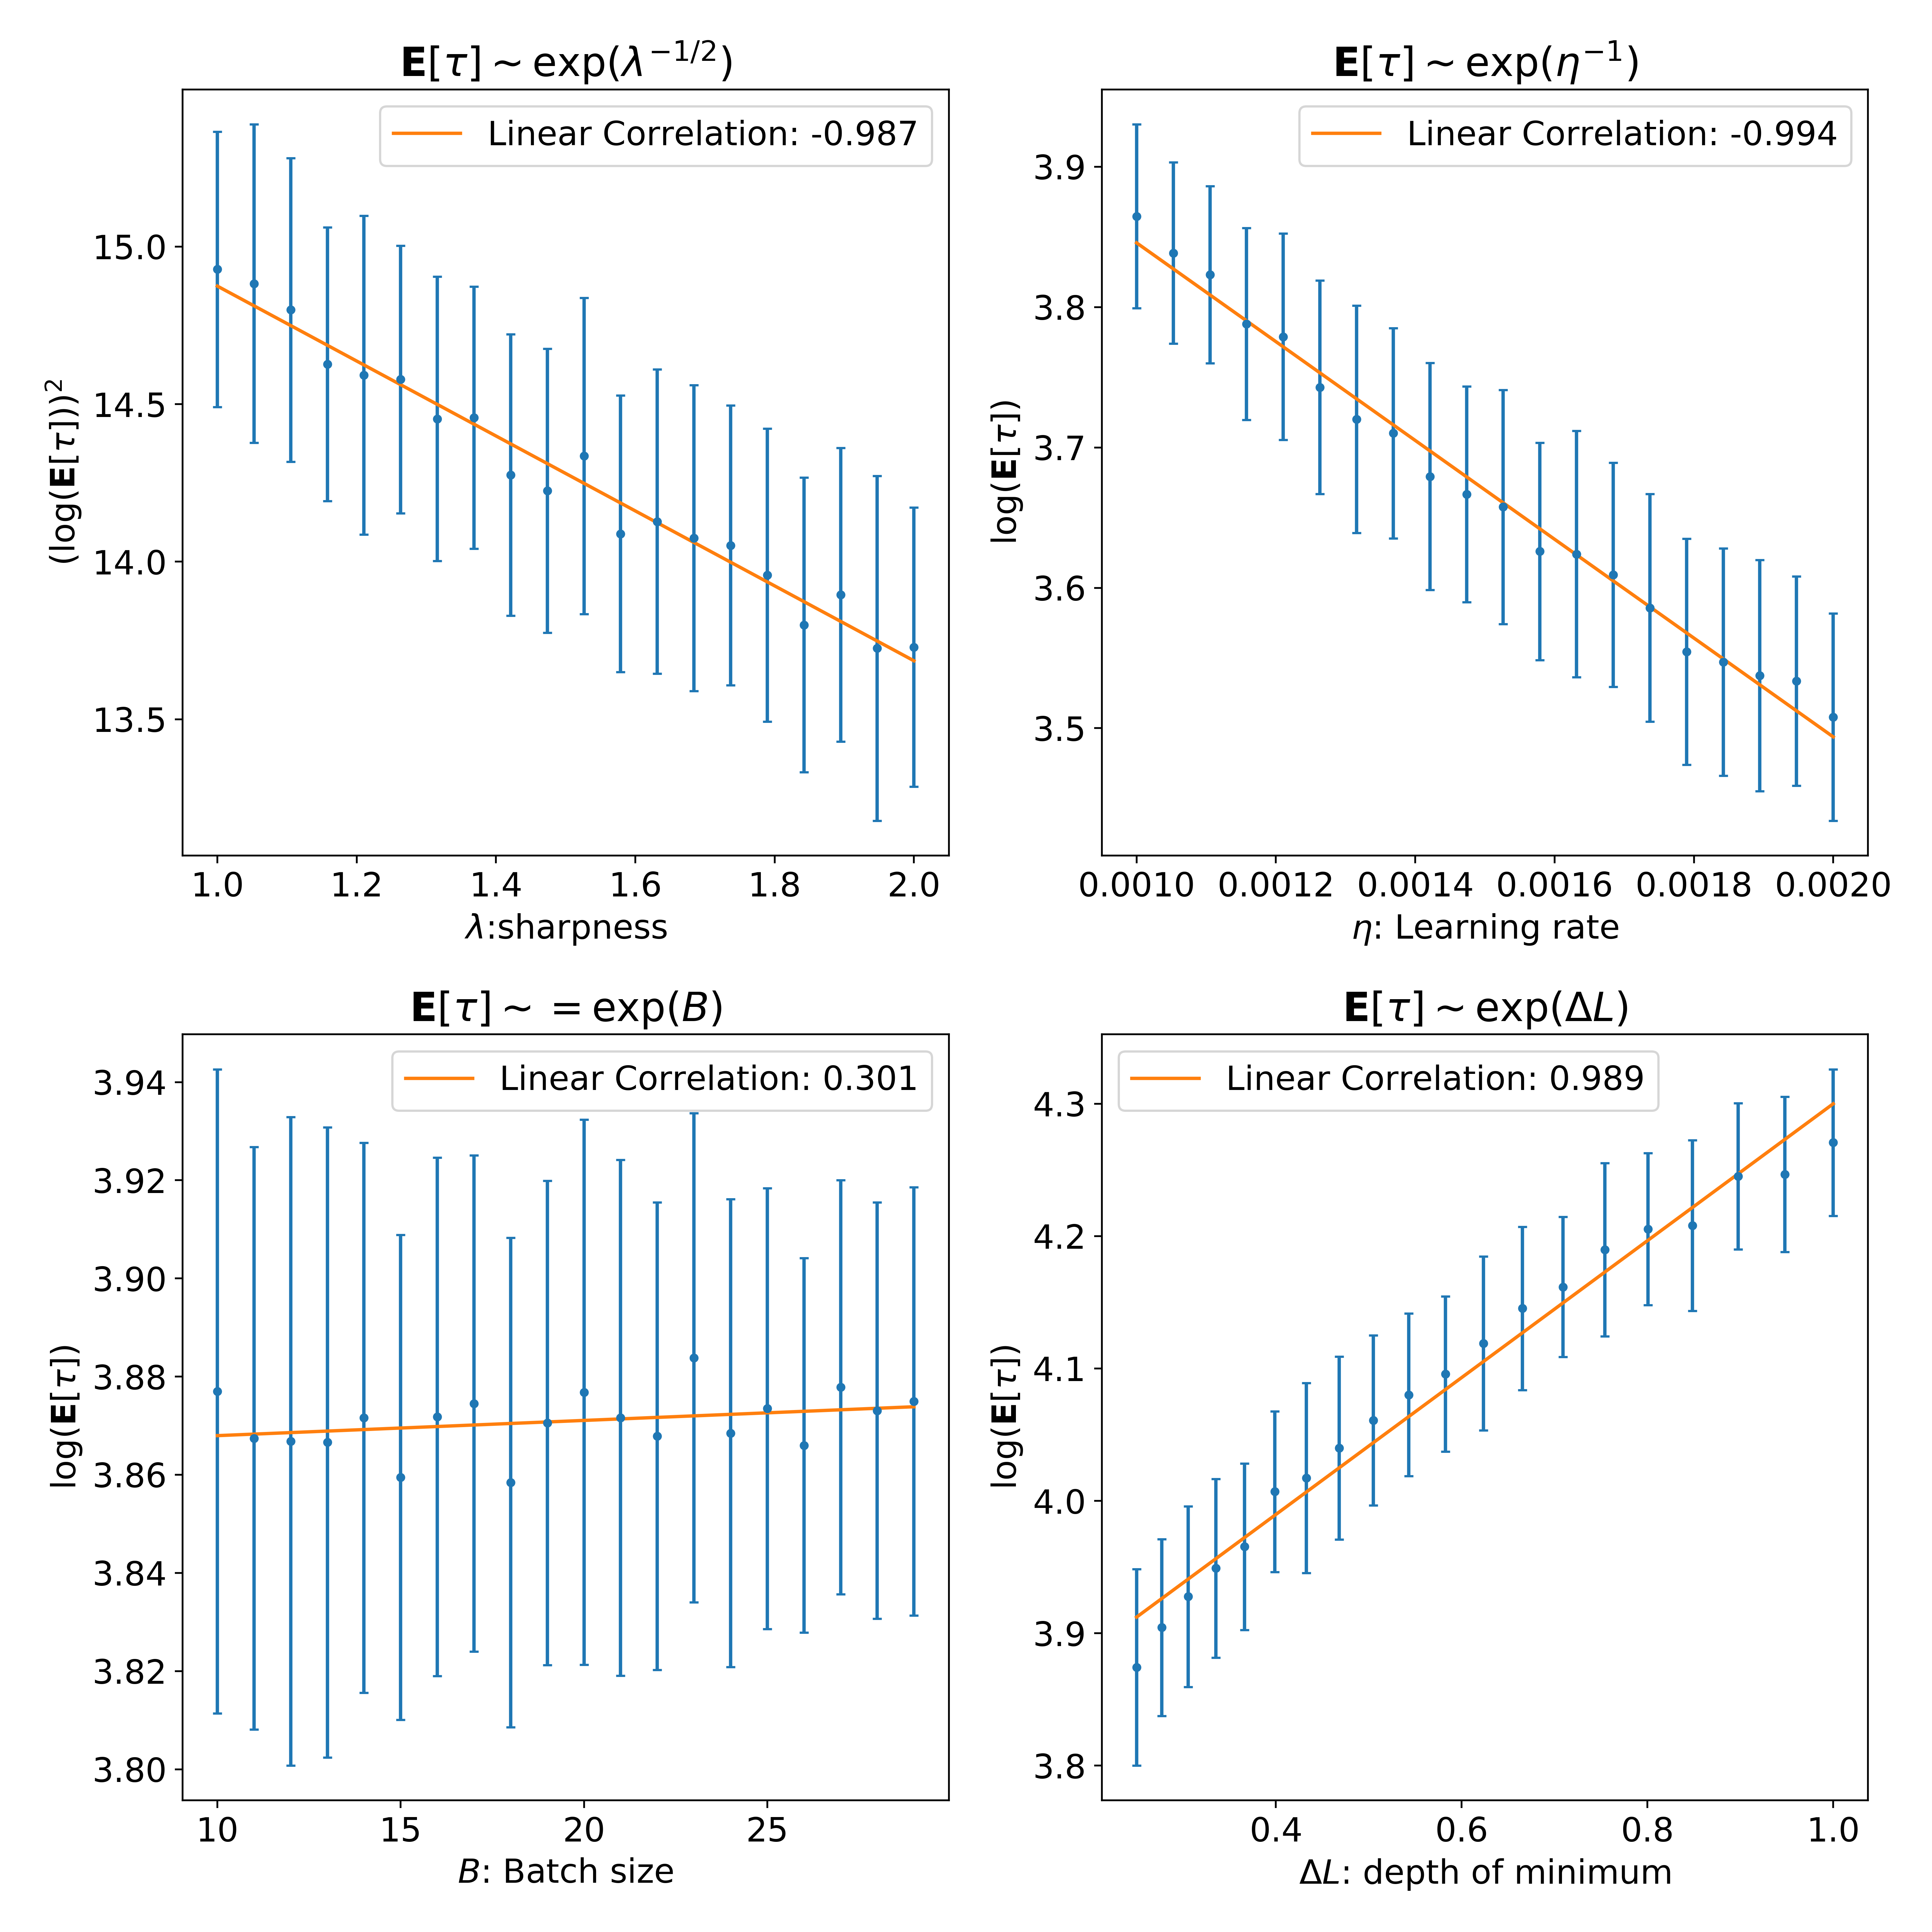 𝐄[τ] ~ exp(λ^{−1/2})
Linear Correlation: -0.987
(log(𝐄[τ]))²
15.0
14.5
14.0
13.5
1.0 1.2 1.4 1.6 1.8 2.0
λ:sharpness
𝐄[τ] ~ exp(η^{−1})
Linear Correlation: -0.994
log(𝐄[τ])
3.9
3.8
3.7
3.6
3.5
0.0010 0.0012 0.0014 0.0016 0.0018 0.0020
η: Learning rate
𝐄[τ] ~ = exp(B)
Linear Correlation: 0.301
log(𝐄[τ])
3.94
3.92
3.90
3.88
3.86
3.84
3.82
3.80
10 15 20 25
B: Batch size
𝐄[τ] ~ exp(ΔL)
Linear Correlation: 0.989
log(𝐄[τ])
4.3
4.2
4.1
4.0
3.9
3.8
0.4 0.6 0.8 1.0
ΔL: depth of minimum